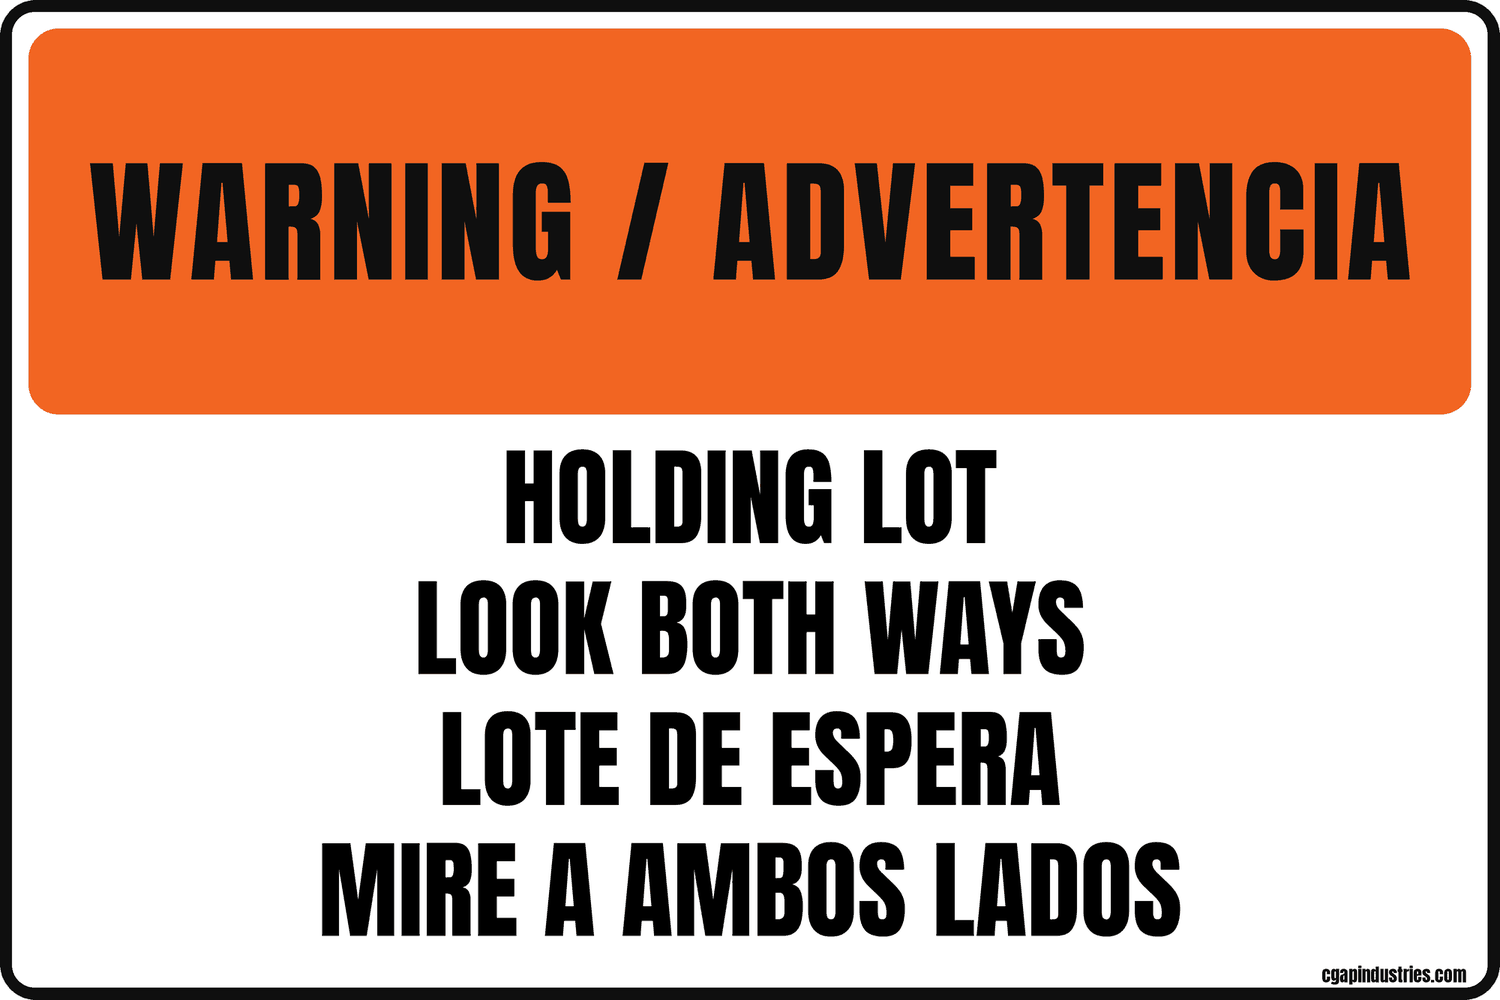 WARNING / ADVERTENCIA
HOLDING LOT
LOOK BOTH WAYS
LOTE DE ESPERA
MIRE A AMBOS LADOS
cgapindustries.com